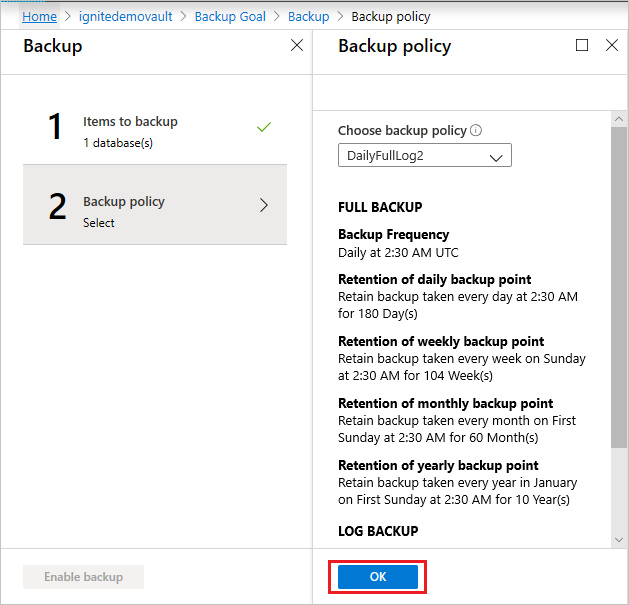 Home > ignitedemovault > Backup Goal > Backup > Backup policy
Backup
1
Items to backup
1 database(s)
2
Backup policy
Select
Enable backup
Backup policy
Choose backup policy
DailyFullLog2
FULL BACKUP
Backup Frequency
Daily at 2:30 AM UTC
Retention of daily backup point
Retain backup taken every day at 2:30 AM
for 180 Day(s)
Retention of weekly backup point
Retain backup taken every week on Sunday
at 2:30 AM for 104 Week(s)
Retention of monthly backup point
Retain backup taken every month on First
Sunday at 2:30 AM for 60 Month(s)
Retention of yearly backup point
Retain backup taken every year in January
on First Sunday at 2:30 AM for 10 Year(s)
LOG BACKUP
OK